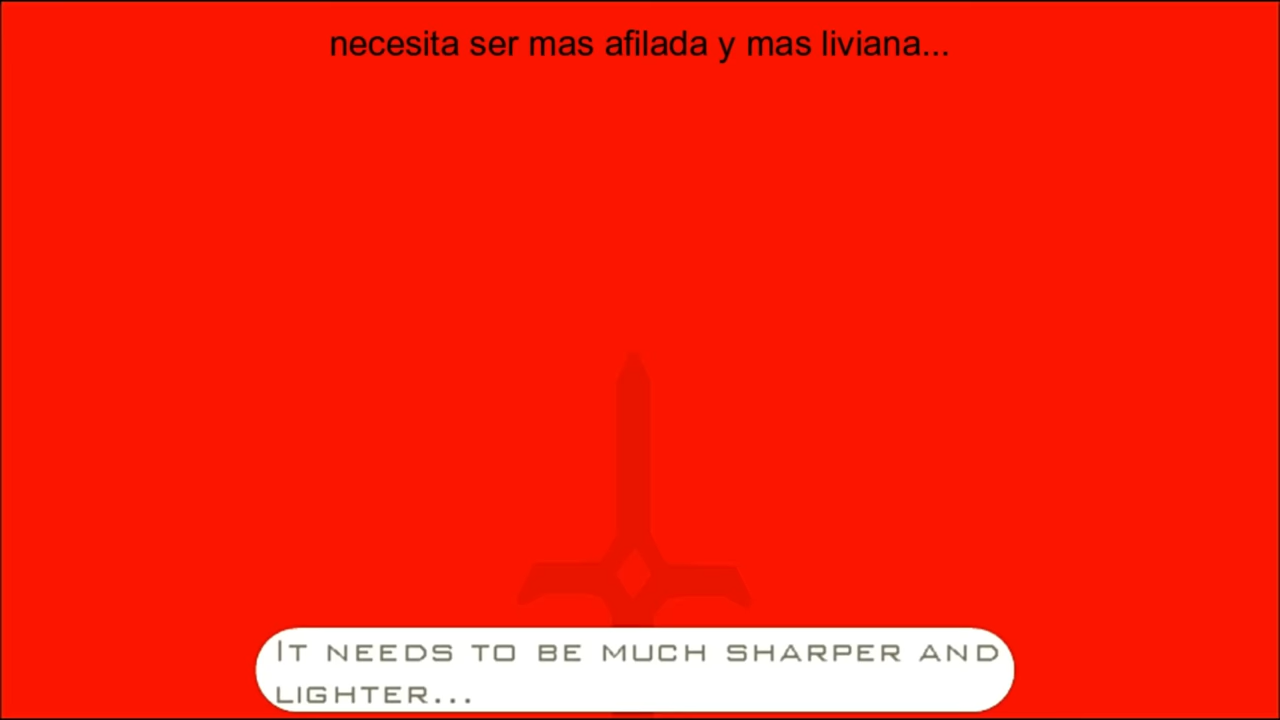 necesita ser mas afilada y mas liviana...
It needs to be much sharper and
lighter...